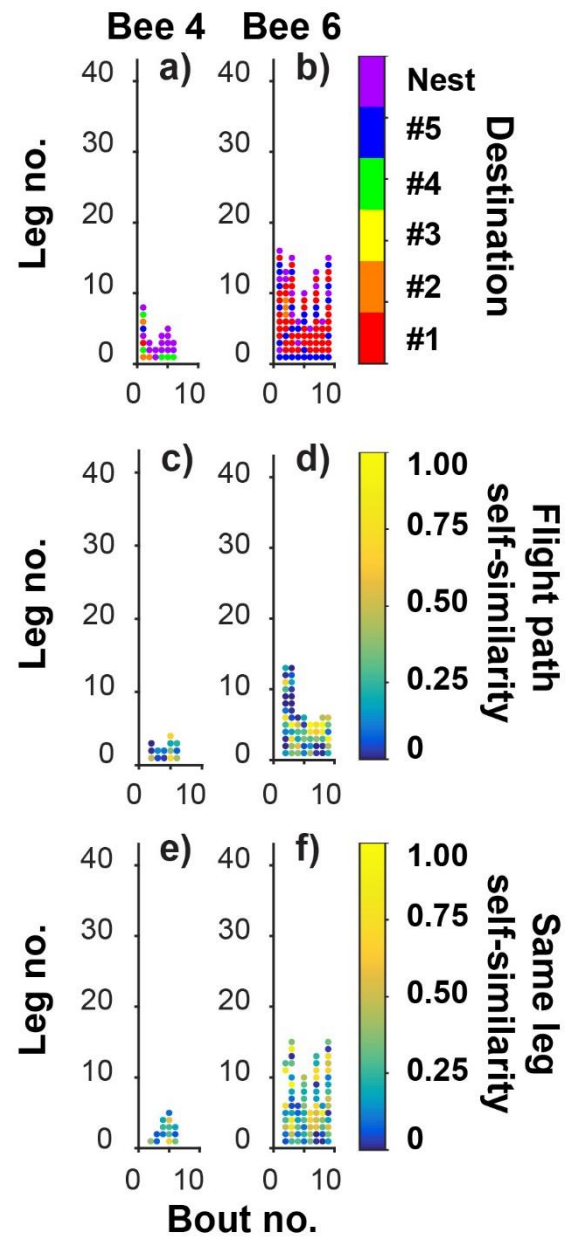 Bee 4 Bee 6
a) b)
40 40
30 30
20 20
10 10
0 0
0 10 0 10
Leg no.
Nest
#5
#4
#3
#2
#1
Destination
c) d)
40 40
30 30
20 20
10 10
0 0
0 10 0 10
Leg no.
1.00
0.75
0.50
0.25
0
Flight path
self-similarity
e) f)
40 40
30 30
20 20
10 10
0 0
0 10 0 10
Leg no.
1.00
0.75
0.50
0.25
0
Same leg
self-similarity
Bout no.